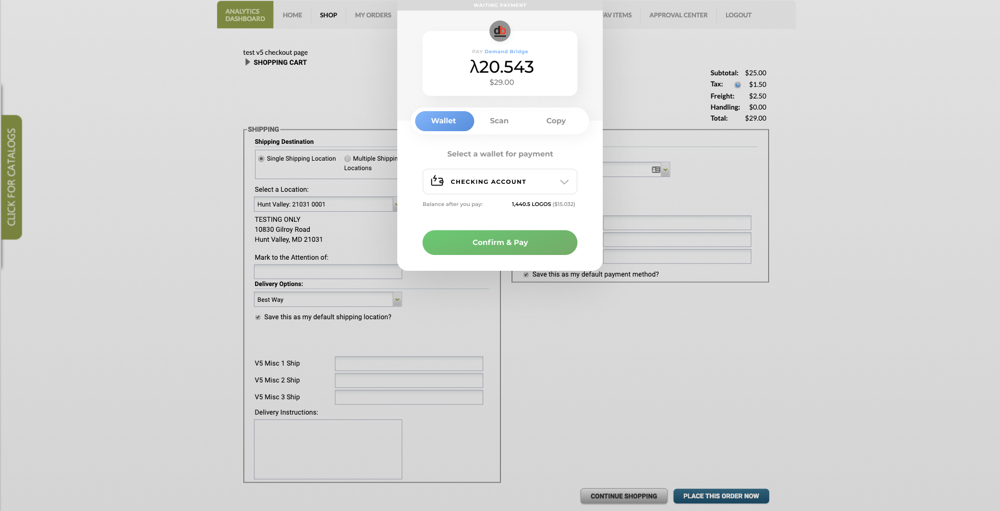 WAITING PAYMENT
ANALYTICS
DASHBOARD
HOME
SHOP
MY ORDERS
FAV ITEMS
APPROVAL CENTER
LOGOUT
db
PAY Demand Bridge
λ20.543
$29.00
Wallet
Scan
Copy
Select a wallet for payment
CHECKING ACCOUNT
Balance after you pay: 1,440.5 LOGOS ($15.032)
Confirm & Pay
test v5 checkout page
SHOPPING CART
Subtotal: $25.00
Tax: $1.50
Freight: $2.50
Handling: $0.00
Total: $29.00
CLICK FOR CATALOGS
SHIPPING
Shipping Destination
Single Shipping Location
Multiple Shippin
Locations
Select a Location:
Hunt Valley: 21031 0001
TESTING ONLY
10830 Gilroy Road
Hunt Valley, MD 21031
Mark to the Attention of:
Delivery Options:
Best Way
Save this as my default shipping location?
V5 Misc 1 Ship
V5 Misc 2 Ship
V5 Misc 3 Ship
Delivery Instructions:
Save this as my default payment method?
CONTINUE SHOPPING
PLACE THIS ORDER NOW